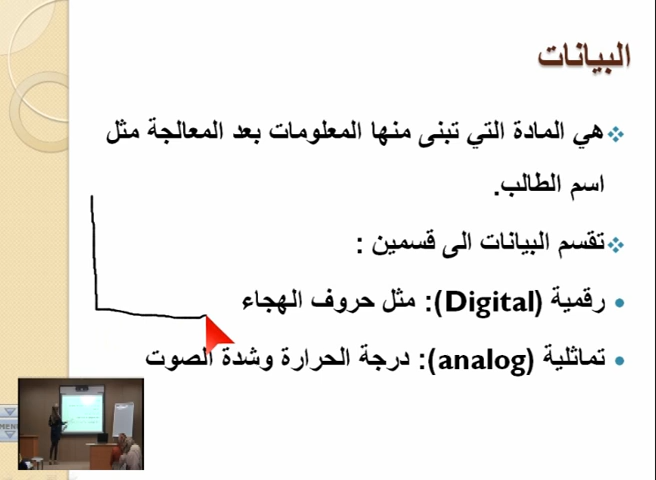 البيانات
هي المادة التي تبنى منها المعلومات بعد المعالجة مثل
اسم الطالب.
تقسم البيانات الى قسمين :
رقمية (Digital): مثل حروف الهجاء
تماثلية (analog): درجة الحرارة وشدة الصوت